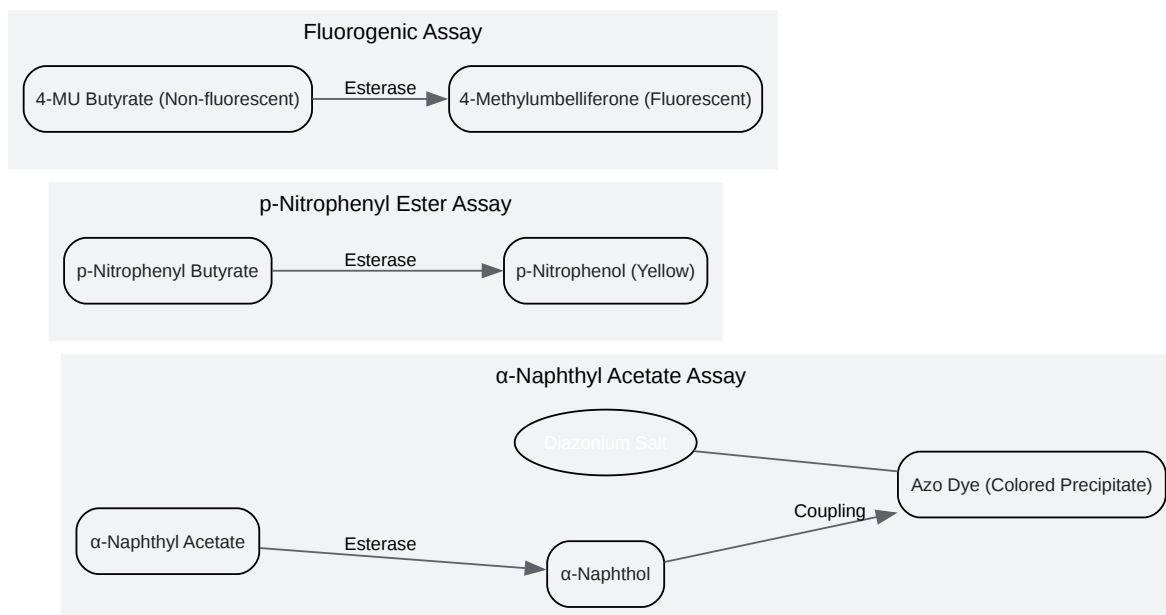 Fluorogenic Assay
4-MU Butyrate (Non-fluorescent)
Esterase
4-Methylumbelliferone (Fluorescent)
p-Nitrophenyl Ester Assay
p-Nitrophenyl Butyrate
Esterase
p-Nitrophenol (Yellow)
α-Naphthyl Acetate Assay
Diazonium Salt
Azo Dye (Colored Precipitate)
Coupling
α-Naphthyl Acetate
Esterase
α-Naphthol